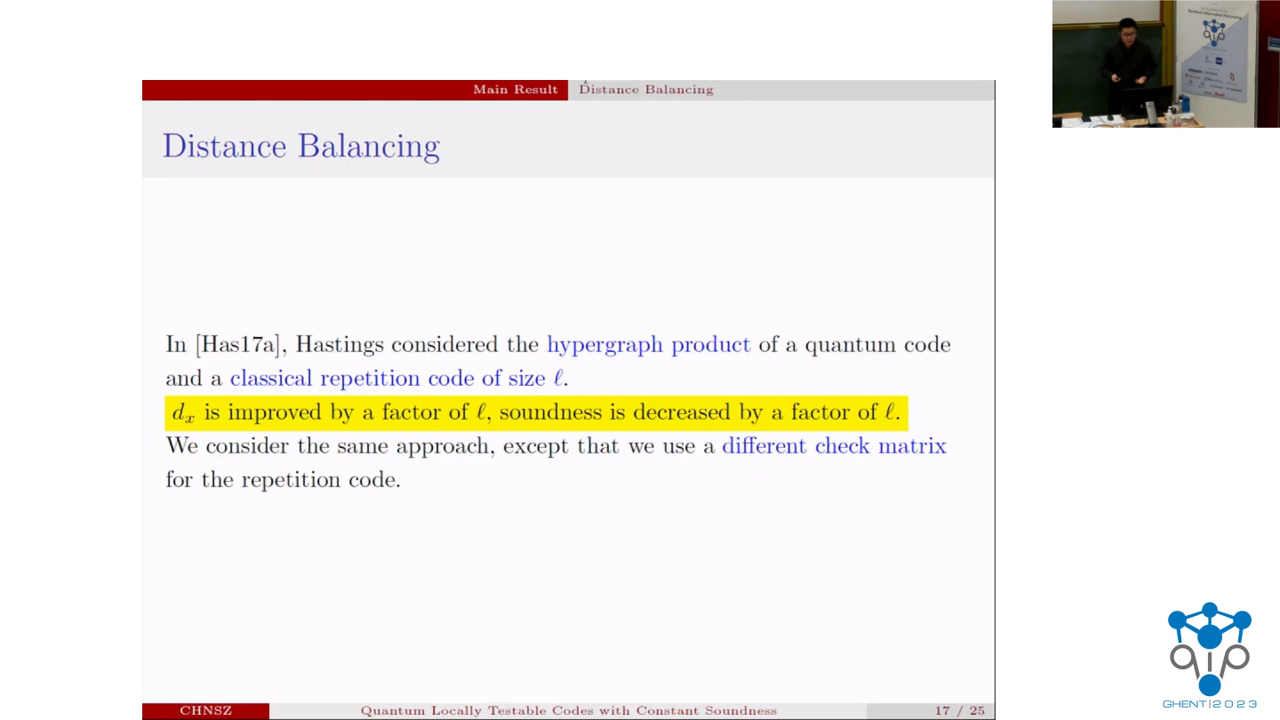 Main Result
Distance Balancing
Distance Balancing
In [Has17a], Hastings considered the hypergraph product of a quantum code
and a classical repetition code of size ℓ.
dₓ is improved by a factor of ℓ, soundness is decreased by a factor of ℓ.
We consider the same approach, except that we use a different check matrix
for the repetition code.
CHNSZ
Quantum Locally Testable Codes with Constant Soundness
17 / 25
qip
GHENT|2023